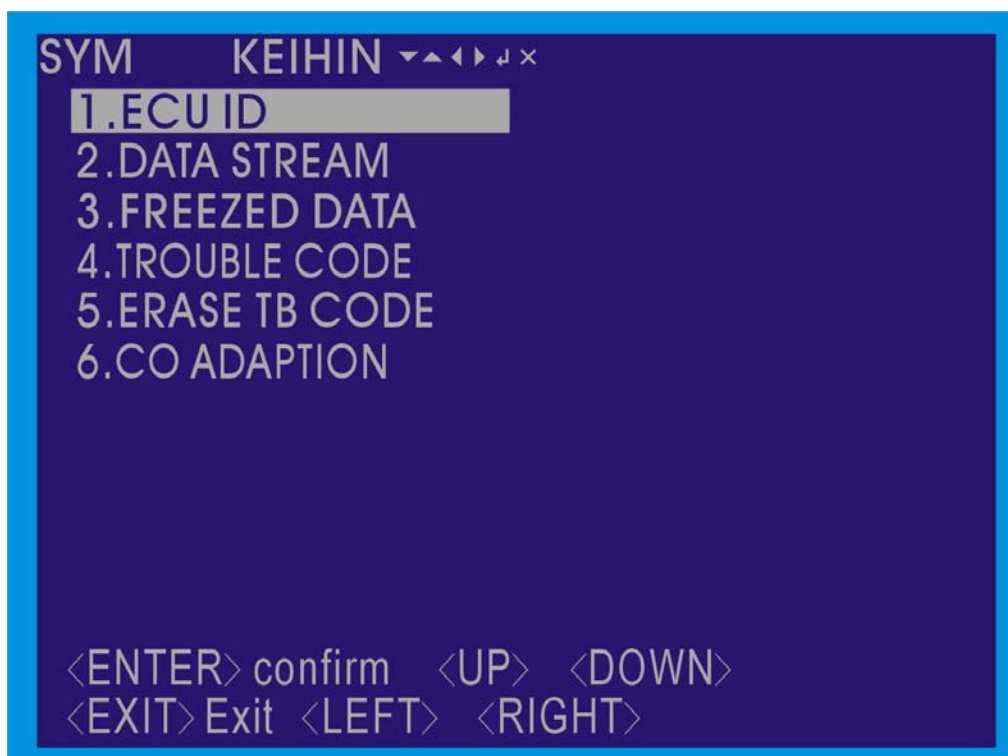 SYM KEIHIN ▼▲◀▶↲×
1.ECU ID
2.DATA STREAM
3.FREEZED DATA
4.TROUBLE CODE
5.ERASE TB CODE
6.CO ADAPTION
<ENTER> confirm <UP> <DOWN>
<EXIT> Exit <LEFT> <RIGHT>